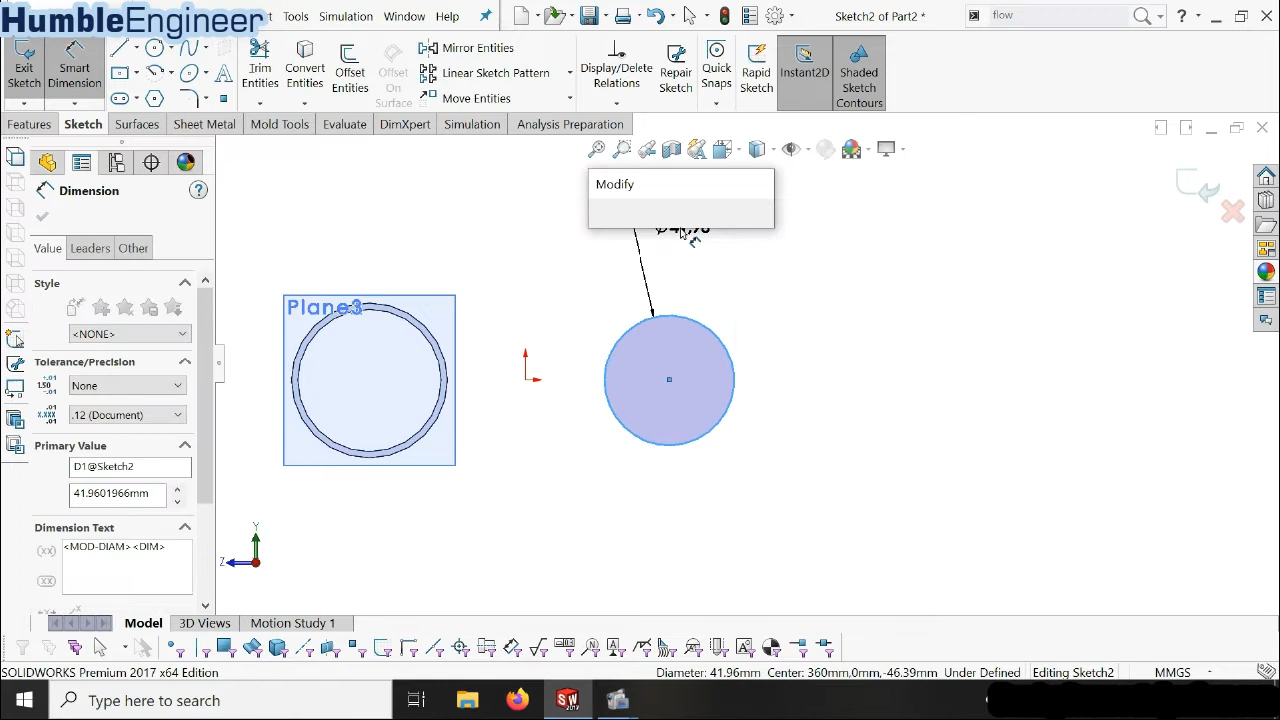 HumbleEngineer
Tools Simulation Window Help
Sketch2 of Part2 *
flow
?
Exit Sketch
Smart Dimension
Trim Entities
Convert Entities
Offset Entities
Offset On Surface
Mirror Entities
Linear Sketch Pattern
Move Entities
Display/Delete Relations
Repair Sketch
Quick Snaps
Rapid Sketch
Instant2D
Shaded Sketch Contours
Features Sketch Surfaces Sheet Metal Mold Tools Evaluate DimXpert Simulation Analysis Preparation
Dimension
Modify
Value Leaders Other
Style
<NONE>
Tolerance/Precision
None
.12 (Document)
Primary Value
D1@Sketch2
41.9601966mm
Dimension Text
<MOD-DIAM><DIM>
Plane3
Y
Z
Model 3D Views Motion Study 1
SOLIDWORKS Premium 2017 x64 Edition
Diameter: 41.96mm Center: 360mm,0mm,-46.39mm Under Defined Editing Sketch2 MMGS
Type here to search